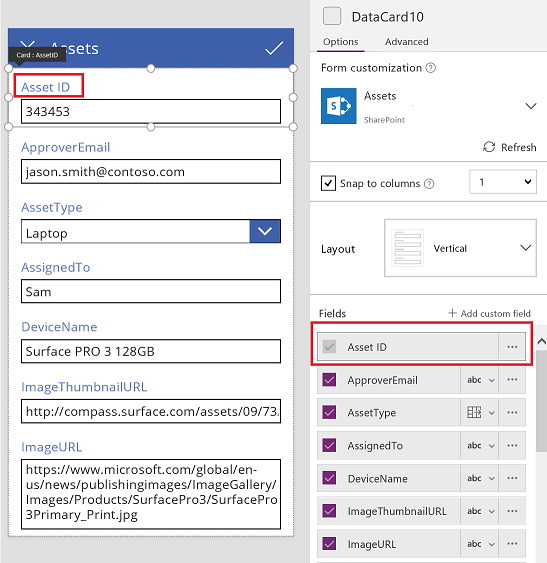 Assets
Card : AssetID
Asset ID
343453
ApproverEmail
jason.smith@contoso.com
AssetType
Laptop
AssignedTo
Sam
DeviceName
Surface PRO 3 128GB
ImageThumbnailURL
http://compass.surface.com/assets/09/73.
ImageURL
https://www.microsoft.com/global/en-
us/news/publishingimages/ImageGallery/
Images/Products/SurfacePro3/SurfacePro
3Primary_Print.jpg
DataCard10
Options Advanced
Form customization ?
Assets
SharePoint
Refresh
Snap to columns ? 1
Layout Vertical
Fields + Add custom field
Asset ID ...
ApproverEmail abc ...
AssetType ...
AssignedTo abc ...
DeviceName abc ...
ImageThumbnailURL abc ...
ImageURL abc ...